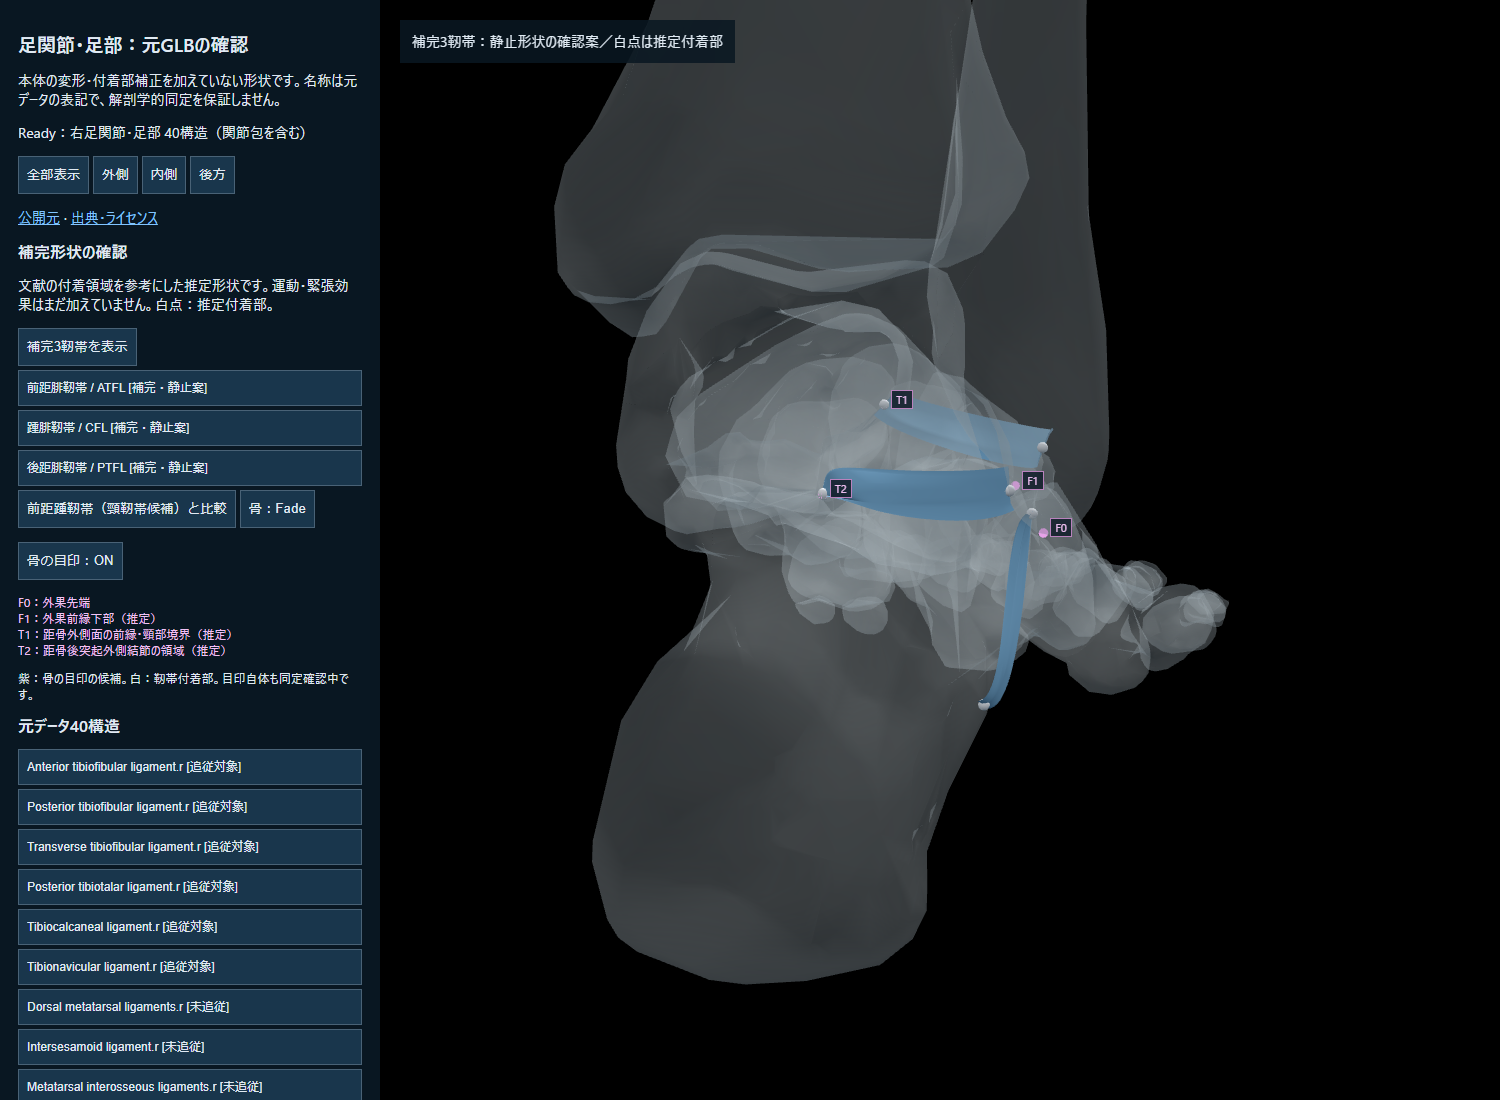 足関節・足部：元GLBの確認
本体の変形・付着部補正を加えていない形状です。名称は元
データの表記で、解剖学的同定を保証しません。
Ready：右足関節・足部 40構造（関節包を含む）
全部表示 外側 内側 後方
公開元 · 出典・ライセンス
補完形状の確認
文献の付着領域を参考にした推定形状です。運動・緊張効
果はまだ加えていません。白点：推定付着部。
補完3靭帯を表示
前距腓靭帯 / ATFL [補完・静止案]
踵腓靭帯 / CFL [補完・静止案]
後距腓靭帯 / PTFL [補完・静止案]
前距踵靭帯（頸靭帯候補）と比較 骨：Fade
骨の目印：ON
F0：外果先端
F1：外果前縁下部（推定）
T1：距骨外側面の前縁・頸部境界（推定）
T2：距骨後突起外側結節の領域（推定）
紫：骨の目印の候補。白：靭帯付着部。目印自体も同定確認中で
す。
元データ40構造
Anterior tibiofibular ligament.r [追従対象]
Posterior tibiofibular ligament.r [追従対象]
Transverse tibiofibular ligament.r [追従対象]
Posterior tibiotalar ligament.r [追従対象]
Tibiocalcaneal ligament.r [追従対象]
Tibionavicular ligament.r [追従対象]
Dorsal metatarsal ligaments.r [未追従]
Intersesamoid ligament.r [未追従]
Metatarsal interosseous ligaments.r [未追従]
補完3靭帯：静止形状の確認案／白点は推定付着部
T1
F1
T2
F0